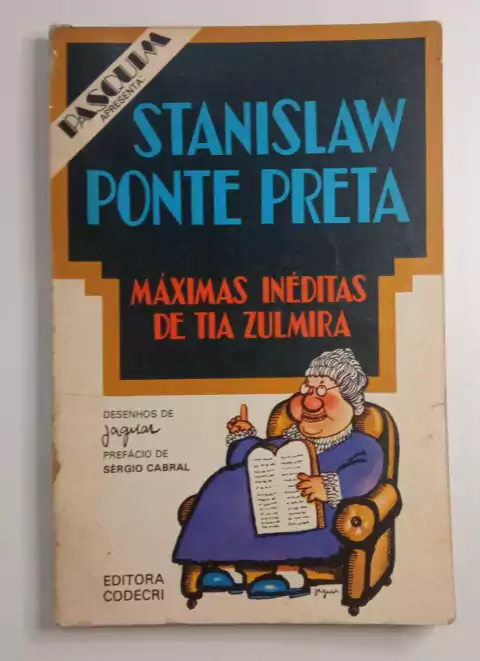 PASQUIM
APRESENTA:
STANISLAW
PONTE PRETA
MÁXIMAS INÉDITAS
DE TIA ZULMIRA
DESENHOS DE
Jaguar
PREFÁCIO DE
SÉRGIO CABRAL
EDITORA
CODECRI
Jaguar